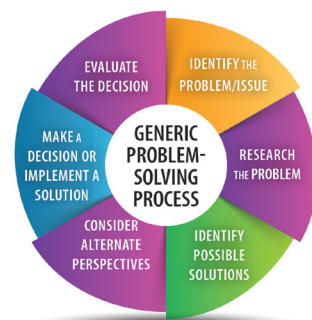 GENERIC
PROBLEM-
SOLVING
PROCESS
IDENTIFY THE
PROBLEM/ISSUE
RESEARCH
THE PROBLEM
IDENTIFY
POSSIBLE
SOLUTIONS
CONSIDER
ALTERNATE
PERSPECTIVES
MAKE A
DECISION OR
IMPLEMENT A
SOLUTION
EVALUATE
THE DECISION